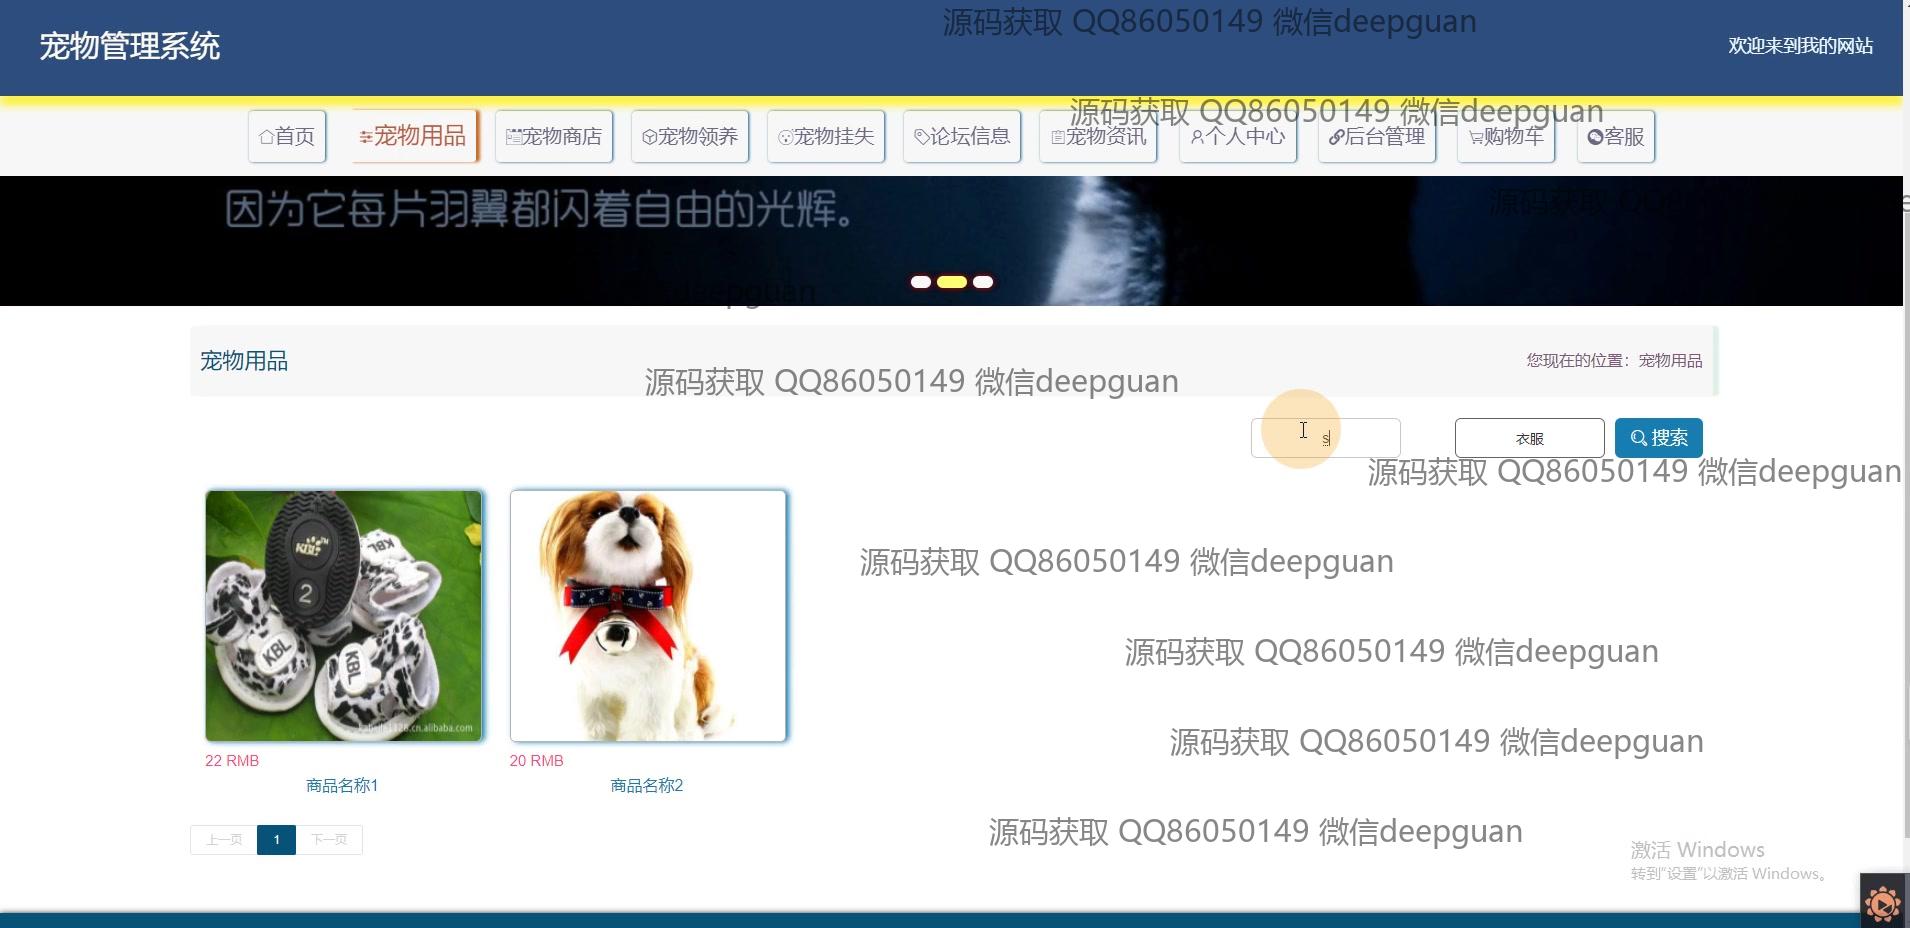 源码获取 QQ86050149 微信deepguan
宠物管理系统
欢迎来到我的网站
源码获取 QQ86050149 微信deepguan
首页 宠物用品 宠物商店 宠物领养 宠物挂失 论坛信息 宠物资讯 个人中心 后台管理 购物车 客服
因为它每片羽翼都闪着自由的光辉。
源码获取 QQ86
deepguan
宠物用品
您现在的位置：宠物用品
源码获取 QQ86050149 微信deepguan
s
衣服
搜索
源码获取 QQ86050149 微信deepguan
KBL
2
KBL
KBL
KBL
源码获取 QQ86050149 微信deepguan
源码获取 QQ86050149 微信deepguan
源码获取 QQ86050149 微信deepguan
22 RMB
20 RMB
商品名称1
商品名称2
源码获取 QQ86050149 微信deepguan
上一页 1 下一页
激活 Windows
转到"设置"以激活 Windows。